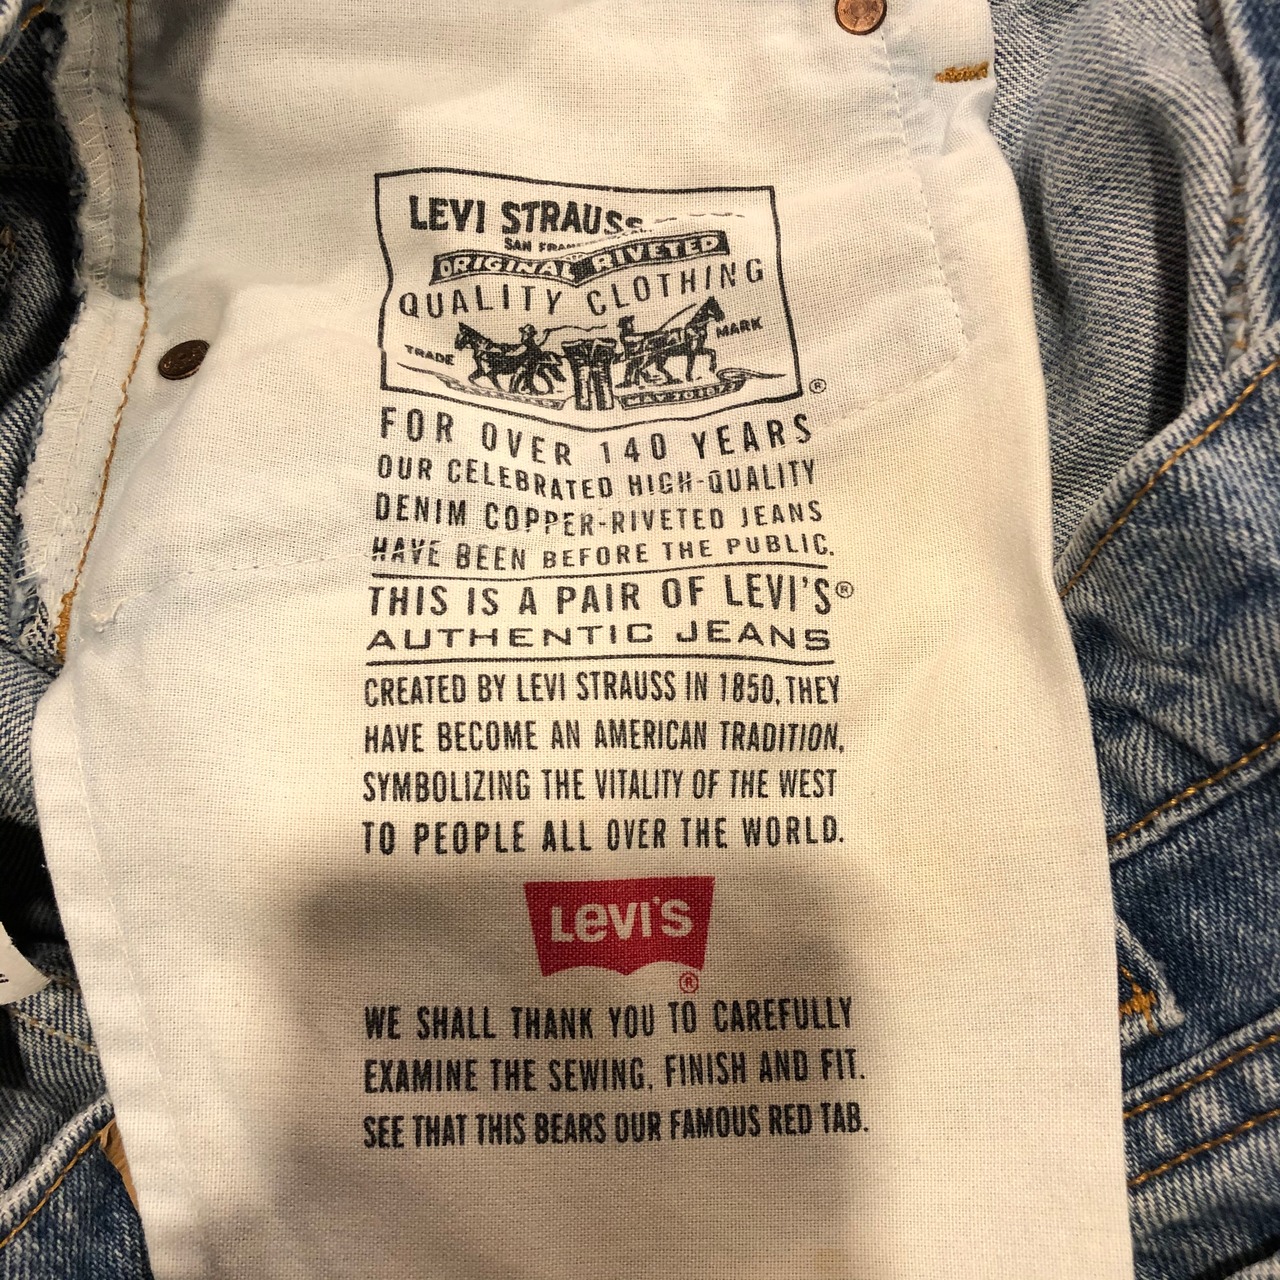 LEVI STRAUSS
SAN
ORIGINAL RIVETED
QUALITY CLOTHING
TRADE MARK
MAY 20 1873
®
FOR OVER 140 YEARS
OUR CELEBRATED HIGH-QUALITY
DENIM COPPER-RIVETED JEANS
HAVE BEEN BEFORE THE PUBLIC.
THIS IS A PAIR OF LEVI'S®
AUTHENTIC JEANS
CREATED BY LEVI STRAUSS IN 1850, THEY
HAVE BECOME AN AMERICAN TRADITION,
SYMBOLIZING THE VITALITY OF THE WEST
TO PEOPLE ALL OVER THE WORLD.
LEVI'S
®
WE SHALL THANK YOU TO CAREFULLY
EXAMINE THE SEWING, FINISH AND FIT.
SEE THAT THIS BEARS OUR FAMOUS RED TAB.